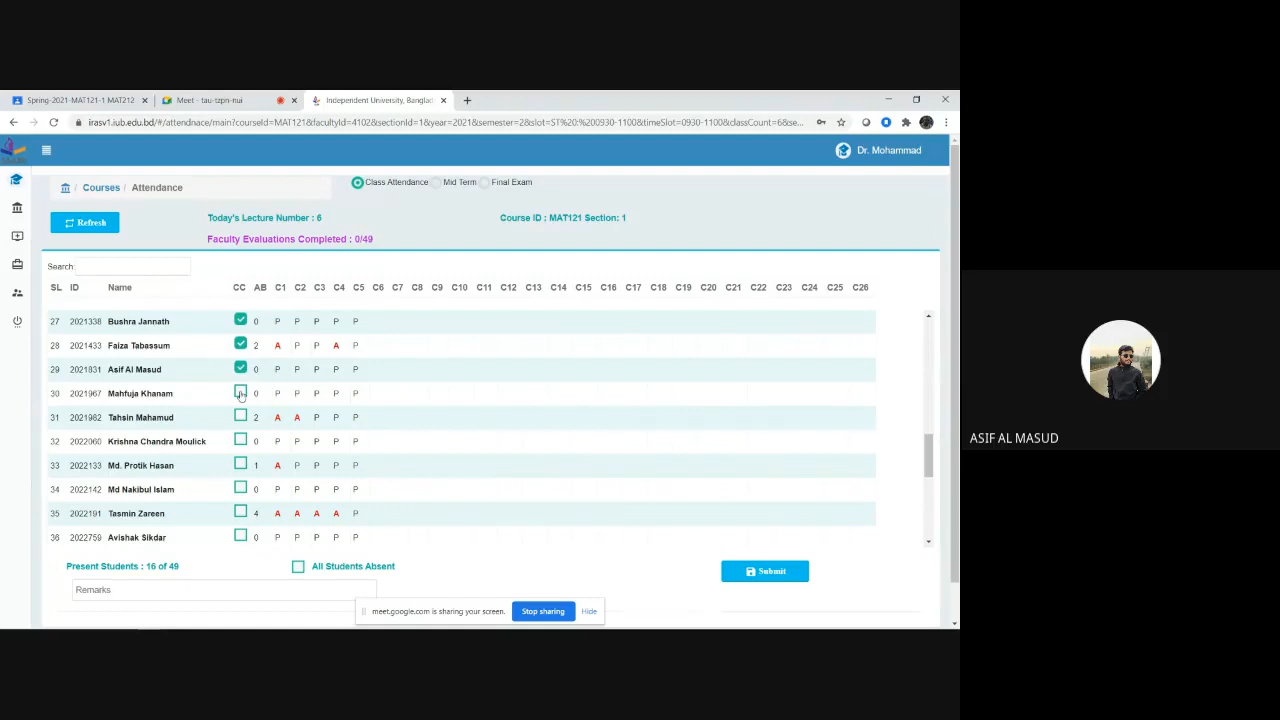 Spring-2021-MAT121-1 MAT212
Meet - tau-tzpn-nui
Independent University, Banglad
irasv1.iub.edu.bd/#/attendnace/main?courseId=MAT121&facultyId=4102&sectionId=1&year=2021&semester=2&slot=ST%20:%200930-1100&timeSlot=0930-1100&classCount=6&se...
Dr. Mohammad
/ Courses / Attendance
Class Attendance Mid Term Final Exam
Refresh
Today's Lecture Number : 6
Course ID : MAT121 Section: 1
Faculty Evaluations Completed : 0/49
Search:
SL ID Name CC AB C1 C2 C3 C4 C5 C6 C7 C8 C9 C10 C11 C12 C13 C14 C15 C16 C17 C18 C19 C20 C21 C22 C23 C24 C25 C26
27 2021338 Bushra Jannath 0 P P P P P
28 2021433 Faiza Tabassum 2 A P P A P
29 2021831 Asif Al Masud 0 P P P P P
30 2021967 Mahfuja Khanam 0 P P P P P
31 2021982 Tahsin Mahamud 2 A A P P P
32 2022060 Krishna Chandra Moulick 0 P P P P P
33 2022133 Md. Protik Hasan 1 A P P P P
34 2022142 Md Nakibul Islam 0 P P P P P
35 2022191 Tasmin Zareen 4 A A A A P
36 2022759 Avishak Sikdar 0 P P P P P
Present Students : 16 of 49
All Students Absent
Submit
Remarks
meet.google.com is sharing your screen. Stop sharing Hide
ASIF AL MASUD